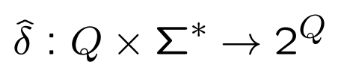 δ̂ : Q × Σ* → 2^Q